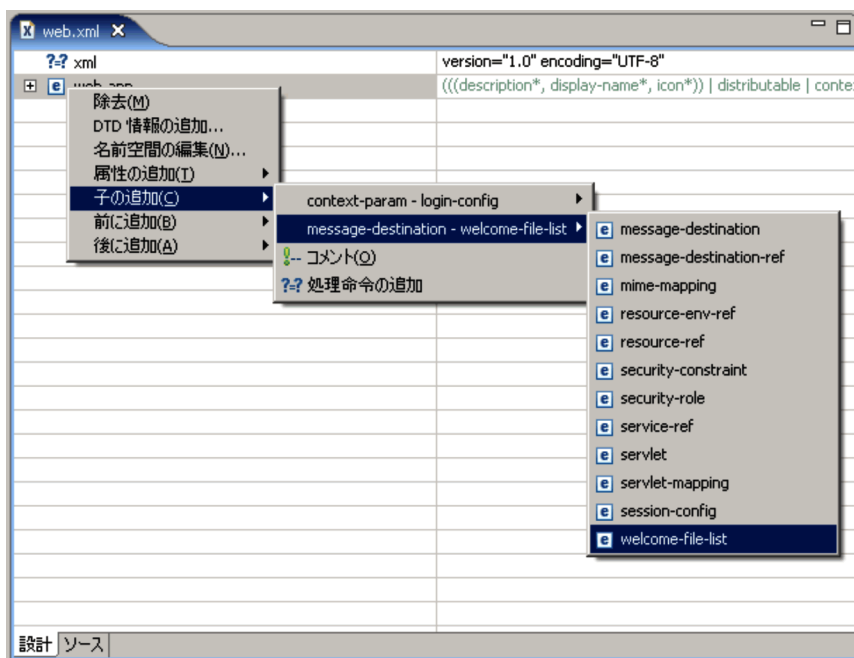 web.xml
?=? xml
version="1.0" encoding="UTF-8"
e web-app
(((description*, display-name*, icon*)) | distributable |
除去(M)
DTD 情報の追加...
名前空間の編集(N)...
属性の追加(T)
子の追加(C)
前に追加(B)
後に追加(A)
context-param - login-config
message-destination - welcome-file-list
コメント(O)
?=? 処理命令の追加
e message-destination
e message-destination-ref
e mime-mapping
e resource-env-ref
e resource-ref
e security-constraint
e security-role
e service-ref
e servlet
e servlet-mapping
e session-config
e welcome-file-list
設計 ソース